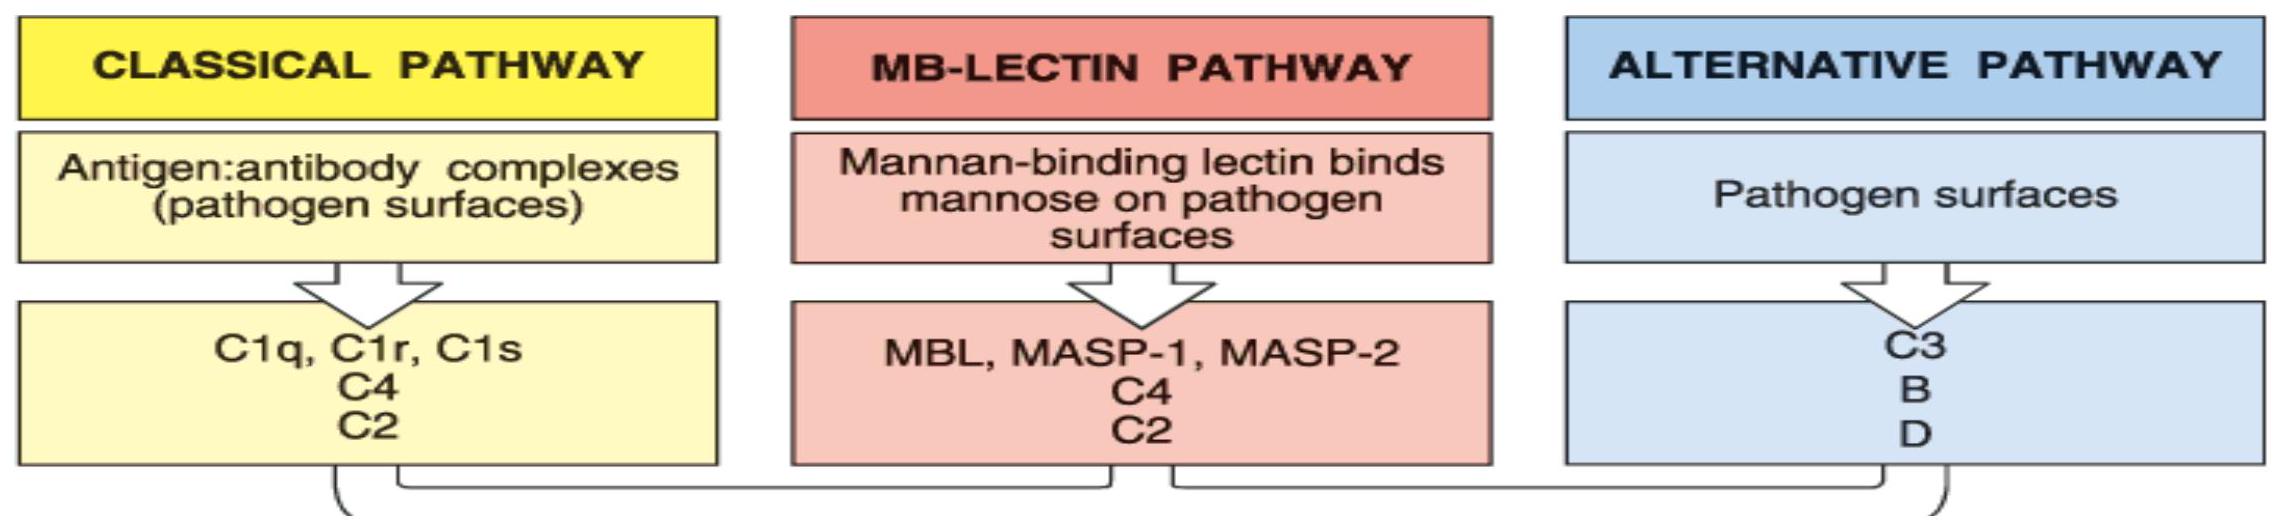 CLASSICAL PATHWAY
Antigen:antibody complexes
(pathogen surfaces)
C1q, C1r, C1s
C4
C2
MB-LECTIN PATHWAY
Mannan-binding lectin binds
mannose on pathogen
surfaces
MBL, MASP-1, MASP-2
C4
C2
ALTERNATIVE PATHWAY
Pathogen surfaces
C3
B
D